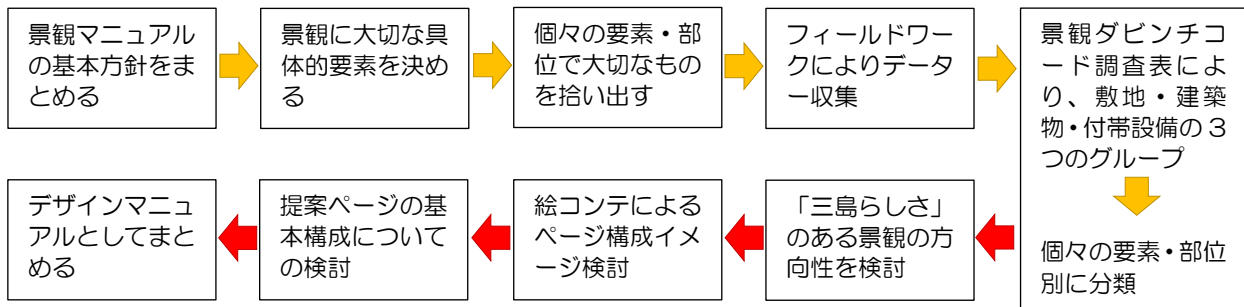 景観マニュアル
の基本方針をま
とめる
景観に大切な具
体的要素を決め
る
個々の要素・部
位で大切なもの
を拾い出す
フィールドワー
クによりデータ
ー収集
景観ダビンチコ
ード調査表によ
り、敷地・建築
物・付帯設備の３
つのグループ
個々の要素・部位
別に分類
「三島らしさ」
のある景観の方
向性を検討
絵コンテによる
ページ構成イメ
ージ検討
提案ページの基
本構成について
の検討
デザインマニュ
アルとしてまと
める